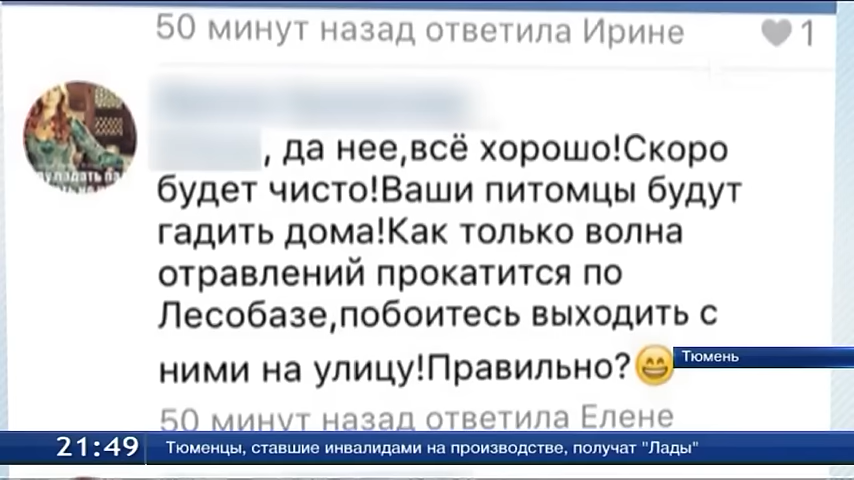 50 минут назад ответила Ирине
1
, да нее,всё хорошо!Скоро
будет чисто!Ваши питомцы будут
гадить дома!Как только волна
отравлений прокатится по
Лесобазе,побоитесь выходить с
ними на улицу!Правильно?😄
Тюмень
50 минут назад ответила Елене
21:49
Тюменцы, ставшие инвалидами на производстве, получат "Лады"